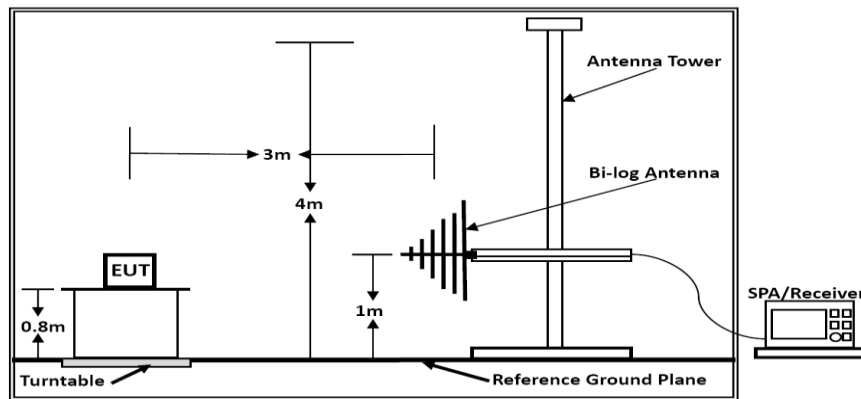 Antenna Tower
3m
Bi-log Antenna
4m
EUT
0.8m
1m
SPA/Receiver
Turntable
Reference Ground Plane